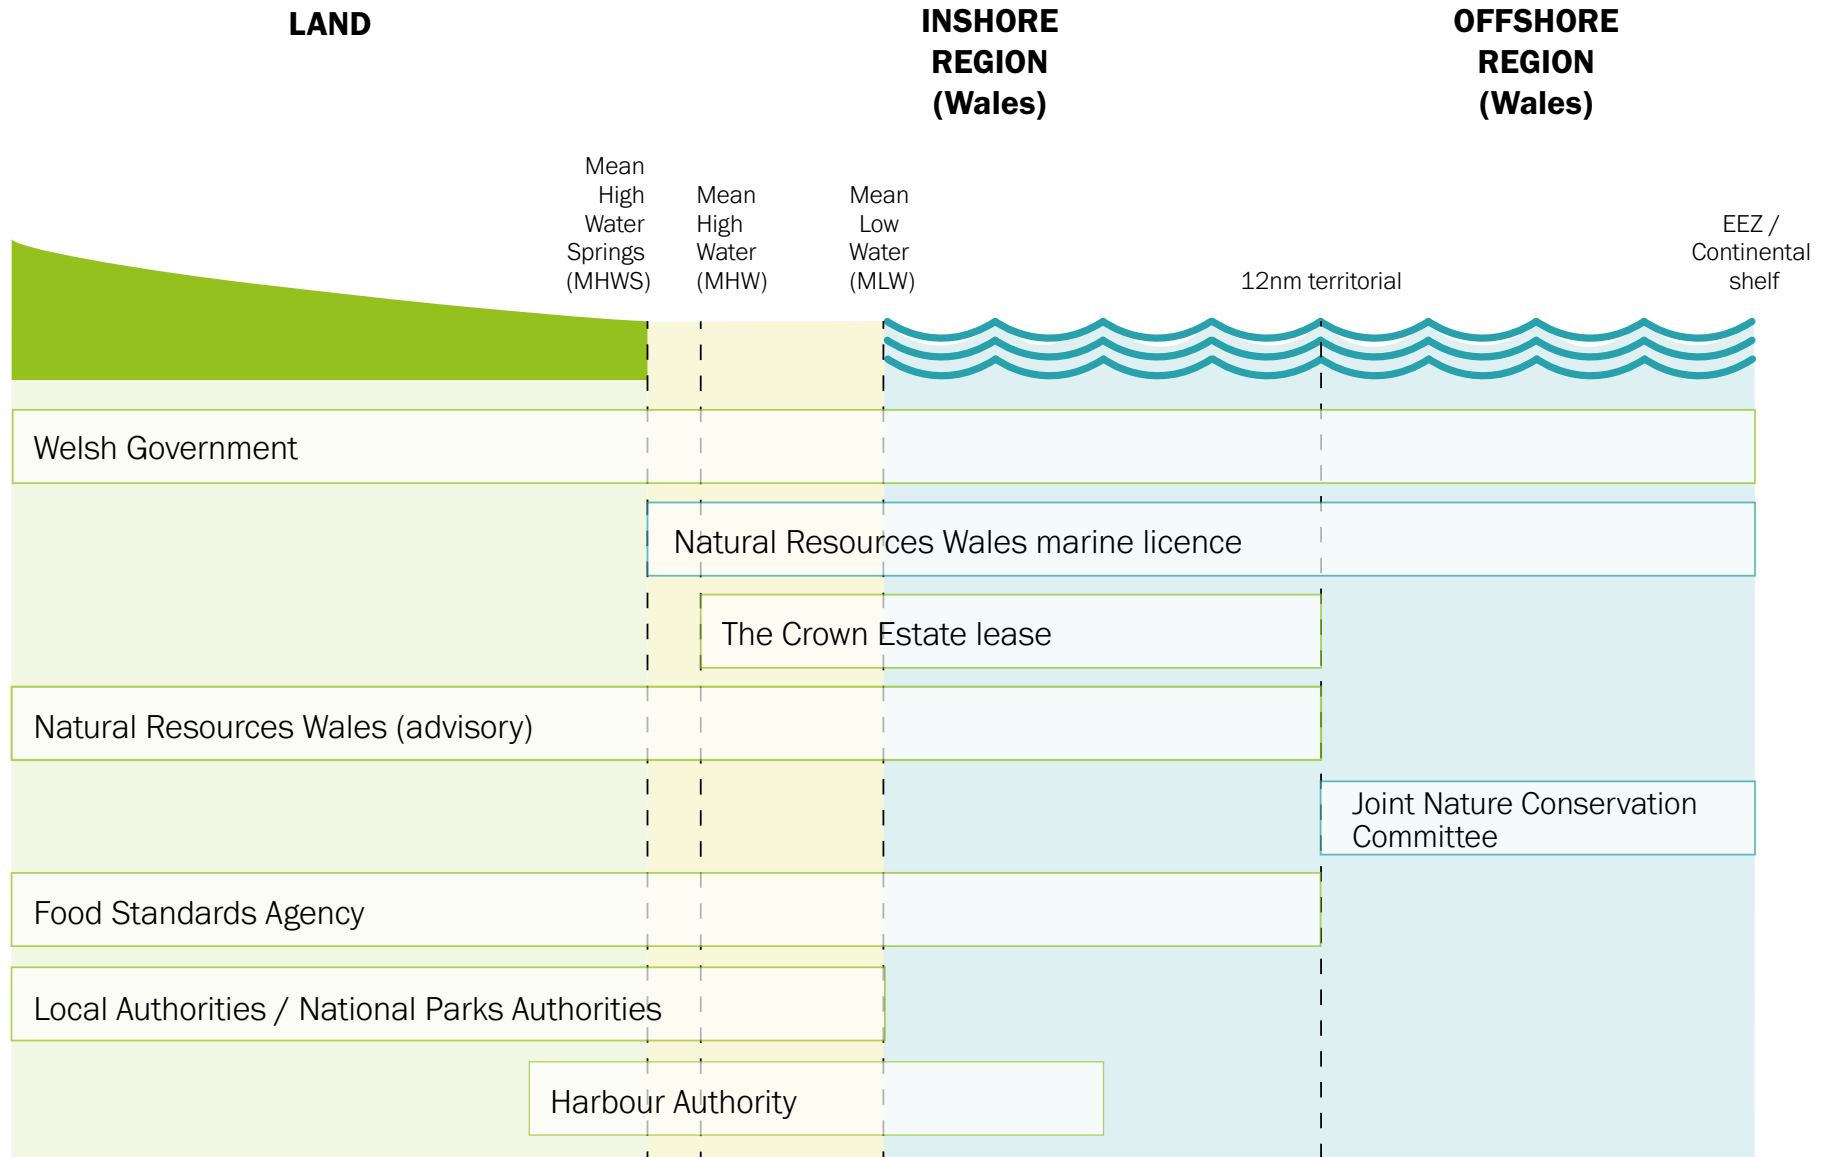 LAND
INSHORE
REGION
(Wales)
OFFSHORE
REGION
(Wales)
Mean
High
Water
Springs
(MHWS)
Mean
High
Water
(MHW)
Mean
Low
Water
(MLW)
12nm territorial
EEZ /
Continental
shelf
Welsh Government
Natural Resources Wales marine licence
The Crown Estate lease
Natural Resources Wales (advisory)
Joint Nature Conservation
Committee
Food Standards Agency
Local Authorities / National Parks Authorities
Harbour Authority